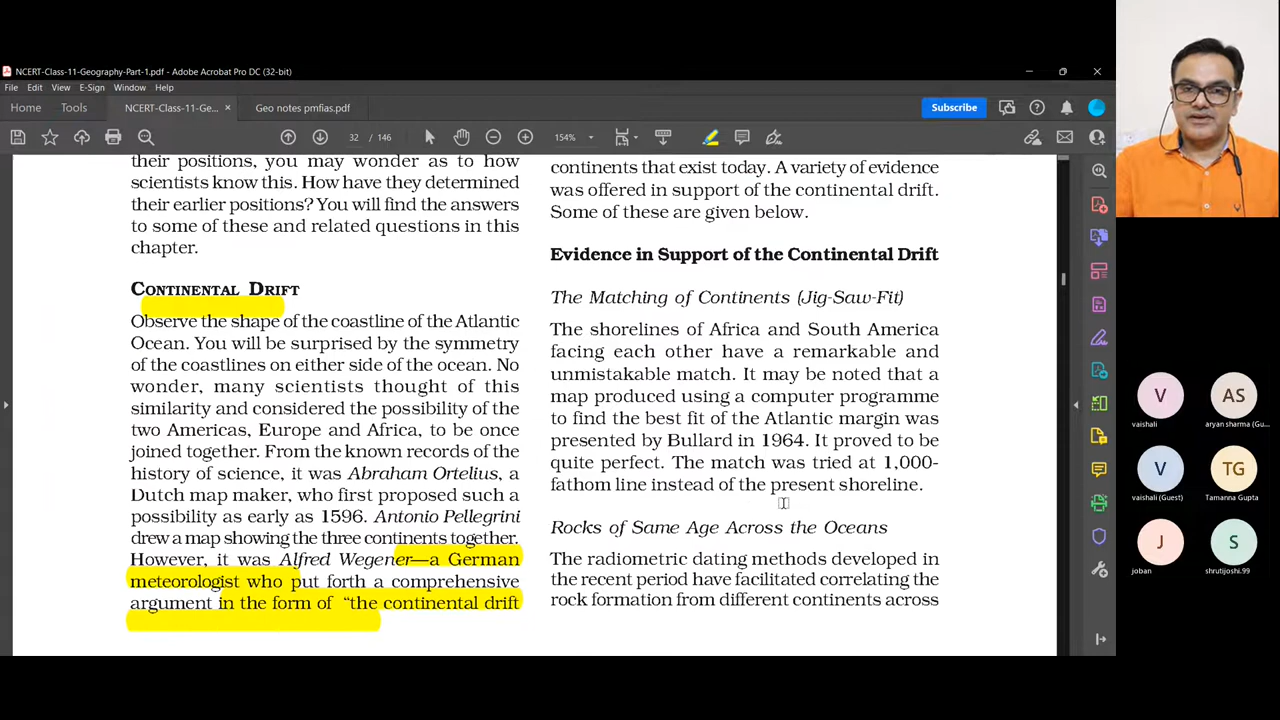 NCERT-Class-11-Geography-Part-1.pdf - Adobe Acrobat Pro DC (32-bit)
File Edit View E-Sign Window Help
Home Tools NCERT-Class-11-Ge... × Geo notes pmfias.pdf Subscribe
32 / 146 154%
their positions, you may wonder as to how
scientists know this. How have they determined
their earlier positions? You will find the answers
to some of these and related questions in this
chapter.
CONTINENTAL DRIFT
Observe the shape of the coastline of the Atlantic
Ocean. You will be surprised by the symmetry
of the coastlines on either side of the ocean. No
wonder, many scientists thought of this
similarity and considered the possibility of the
two Americas, Europe and Africa, to be once
joined together. From the known records of the
history of science, it was Abraham Ortelius, a
Dutch map maker, who first proposed such a
possibility as early as 1596. Antonio Pellegrini
drew a map showing the three continents together.
However, it was Alfred Wegener—a German
meteorologist who put forth a comprehensive
argument in the form of “the continental drift
continents that exist today. A variety of evidence
was offered in support of the continental drift.
Some of these are given below.
Evidence in Support of the Continental Drift
The Matching of Continents (Jig-Saw-Fit)
The shorelines of Africa and South America
facing each other have a remarkable and
unmistakable match. It may be noted that a
map produced using a computer programme
to find the best fit of the Atlantic margin was
presented by Bullard in 1964. It proved to be
quite perfect. The match was tried at 1,000-
fathom line instead of the present shoreline.
Rocks of Same Age Across the Oceans
The radiometric dating methods developed in
the recent period have facilitated correlating the
rock formation from different continents across
V AS
vaishali aryan sharma (Gu...
V TG
vaishali (Guest) Tamanna Gupta
J S
joban shrutijoshi.99